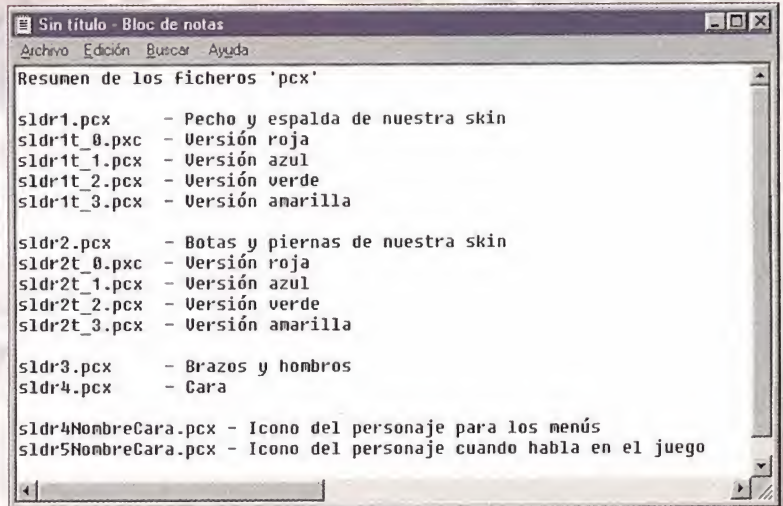 Sin título - Bloc de notas
Archivo Edición Buscar Ayuda
Resumen de los ficheros 'pcx'
sldr1.pcx - Pecho y espalda de nuestra skin
sldr1t_0.pxc - Versión roja
sldr1t_1.pcx - Versión azul
sldr1t_2.pcx - Versión verde
sldr1t_3.pcx - Versión amarilla
sldr2.pcx - Botas y piernas de nuestra skin
sldr2t_0.pxc - Versión roja
sldr2t_1.pcx - Versión azul
sldr2t_2.pcx - Versión verde
sldr2t_3.pcx - Versión amarilla
sldr3.pcx - Brazos y hombros
sldr4.pcx - Cara
sldr4NombreCara.pcx - Icono del personaje para los menús
sldr5NombreCara.pcx - Icono del personaje cuando habla en el juego